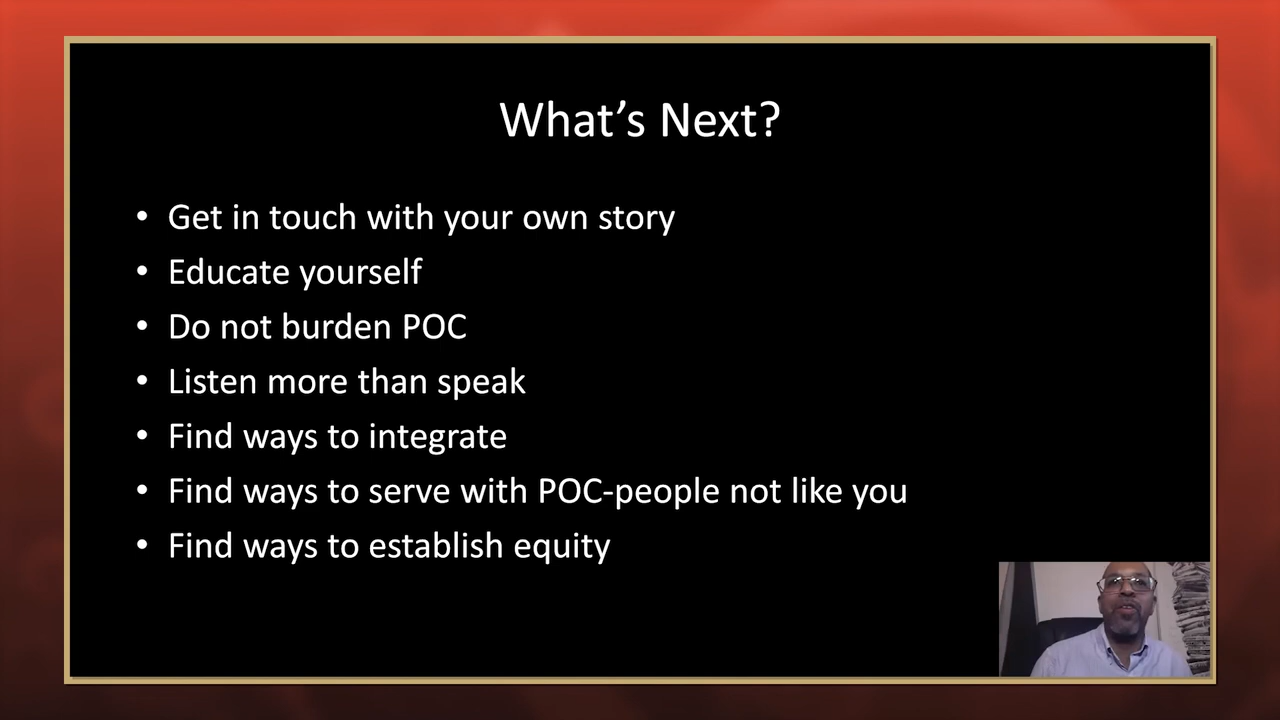 What’s Next?
• Get in touch with your own story
• Educate yourself
• Do not burden POC
• Listen more than speak
• Find ways to integrate
• Find ways to serve with POC-people not like you
• Find ways to establish equity